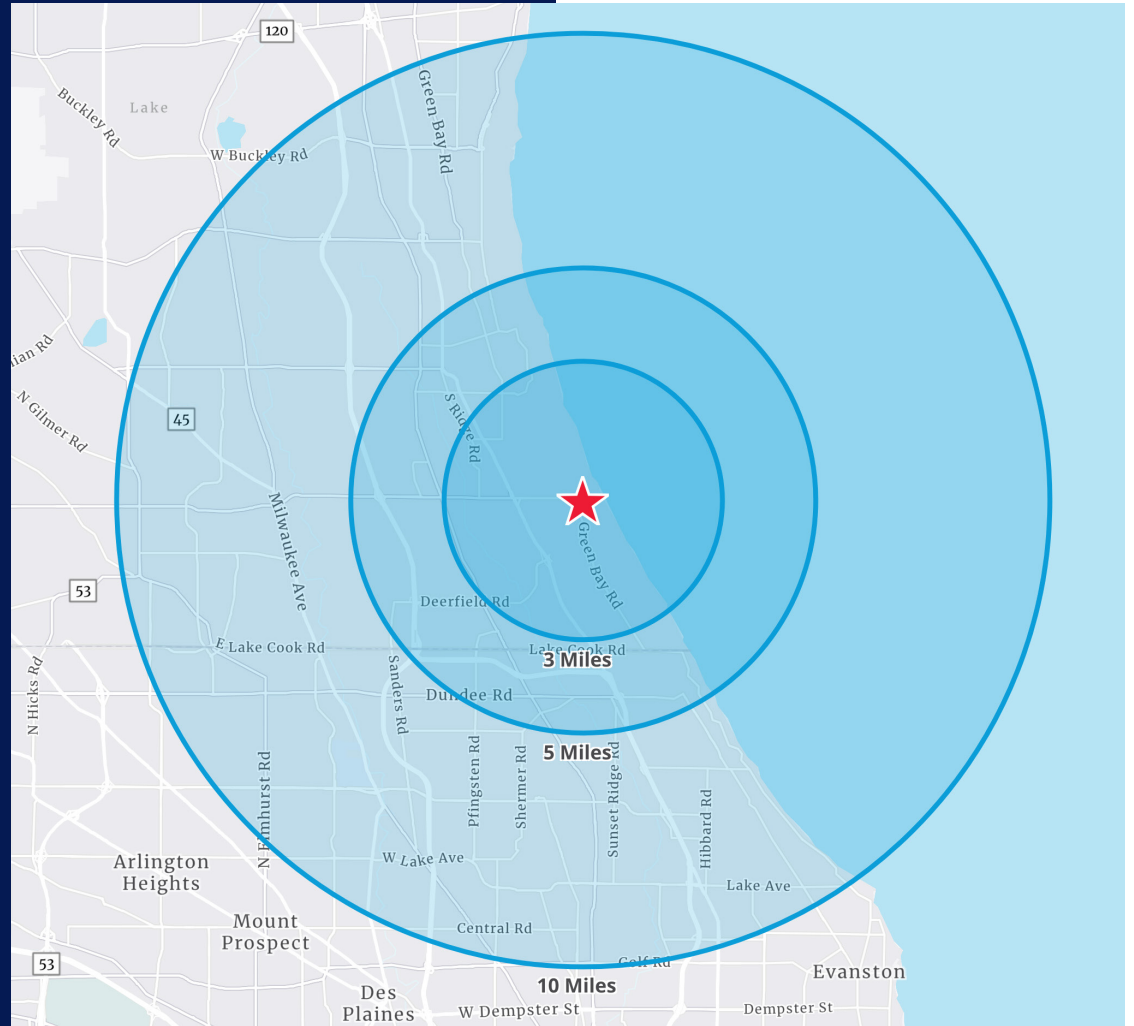 120
Green Bay Rd
Buckley Rd
Lake
W Buckley Rd
ian Rd
45
N Gilmer Rd
S Ridge Rd
Milwaukee Ave
Green Bay Rd
53
Deerfield Rd
E Lake Cook Rd
Lake Cook Rd
3 Miles
N Hicks Rd
Sanders Rd
Dundee Rd
5 Miles
Pfingsten Rd
Shermer Rd
Sunset Ridge Rd
N Elmhurst Rd
Hibbard Rd
Arlington
Heights
W Lake Ave
Lake Ave
Mount
Prospect
Central Rd
53
Golf Rd
Evanston
10 Miles
Des
Plaines
W Dempster St
Dempster St